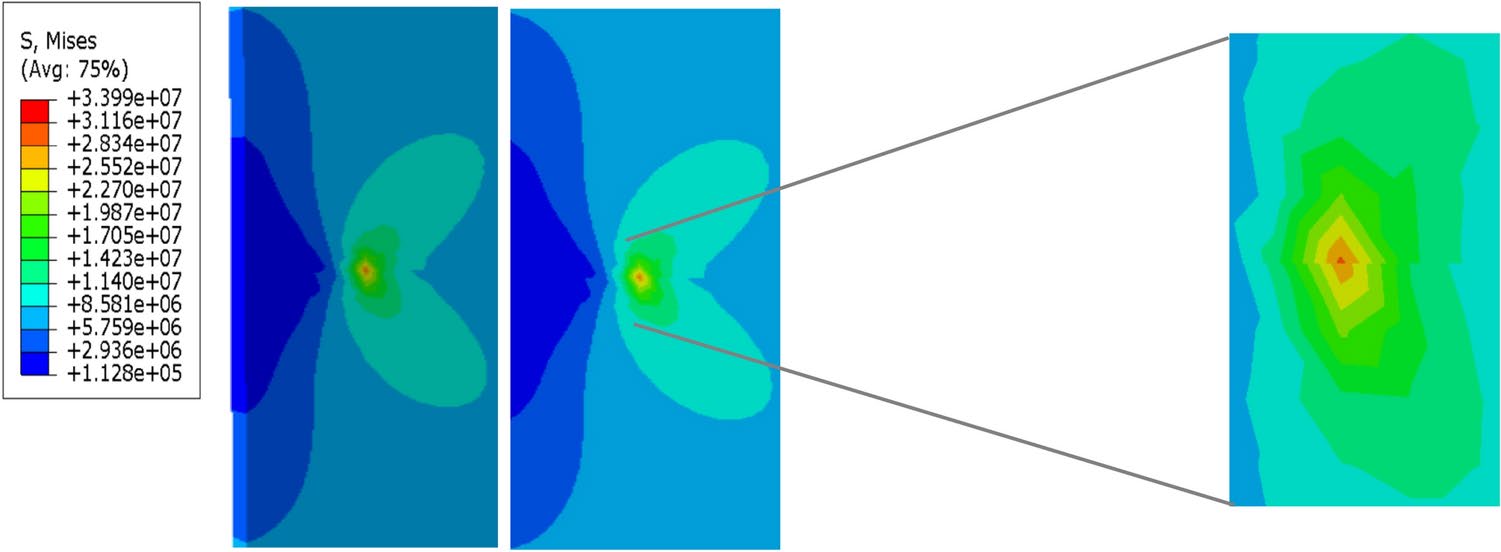 S, Mises
(Avg: 75%)
+3.399e+07
+3.116e+07
+2.834e+07
+2.552e+07
+2.270e+07
+1.987e+07
+1.705e+07
+1.423e+07
+1.140e+07
+8.581e+06
+5.759e+06
+2.936e+06
+1.128e+05